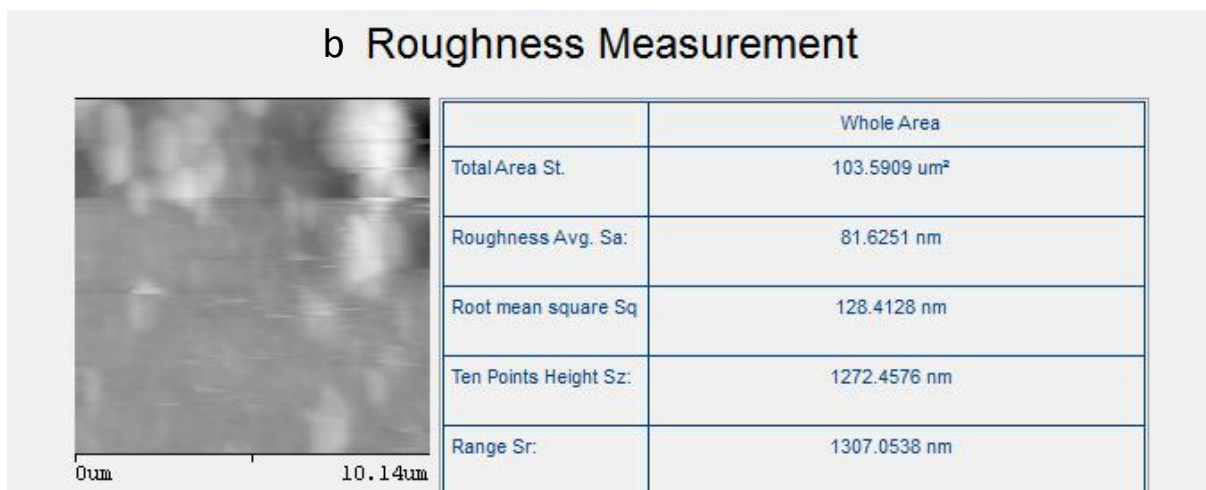 b Roughness Measurement
Whole Area
Total Area St. 103.5909 um²
Roughness Avg. Sa: 81.6251 nm
Root mean square Sq 128.4128 nm
Ten Points Height Sz: 1272.4576 nm
Range Sr: 1307.0538 nm
0um 10.14um